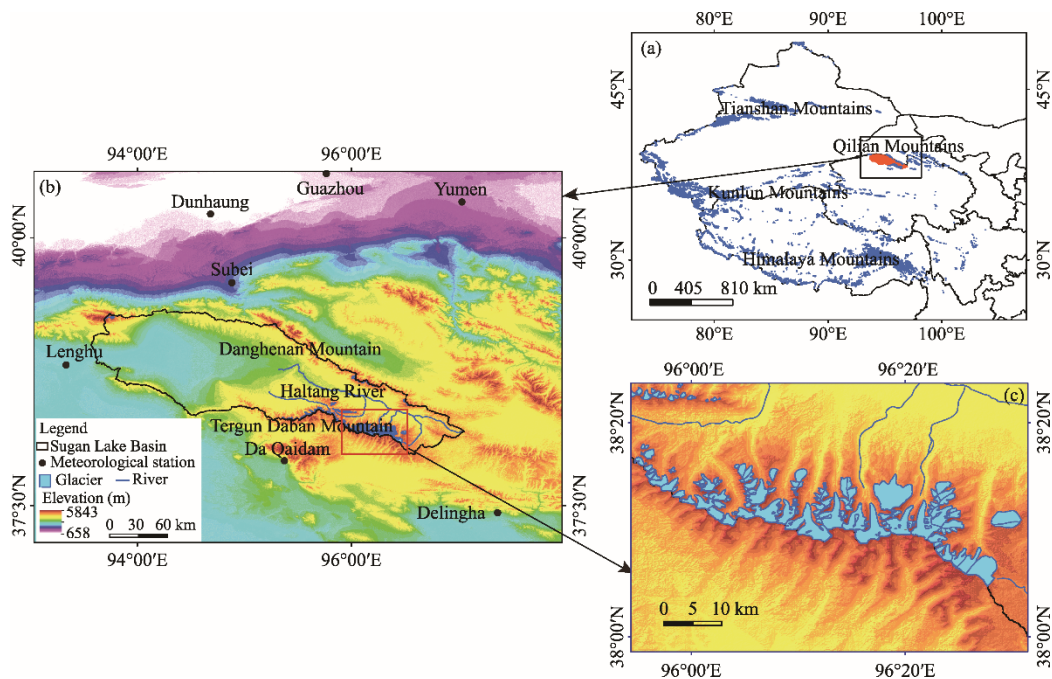 80°E 90°E 100°E
(a)
45°N
45°N
Tianshan Mountains
Qilian Mountains
Kunlun Mountains
30°N
30°N
Himalaya Mountains
0 405 810 km
80°E 90°E 100°E
94°00'E 96°00'E
(b)
Guazhou
Yumen
Dunhaung
40°00'N
40°00'N
Subei
Lenghu
Danghenan Mountain
Haltang River
Tergun Daban Mountain
Da Qaidam
Delingha
37°30'N
37°30'N
Legend
Sugan Lake Basin
Meteorological station
Glacier River
Elevation (m)
5843
658
0 30 60 km
94°00'E 96°00'E
96°00'E 96°20'E
(c)
38°20'N
38°20'N
0 5 10 km
38°00'N
38°00'N
96°00'E 96°20'E